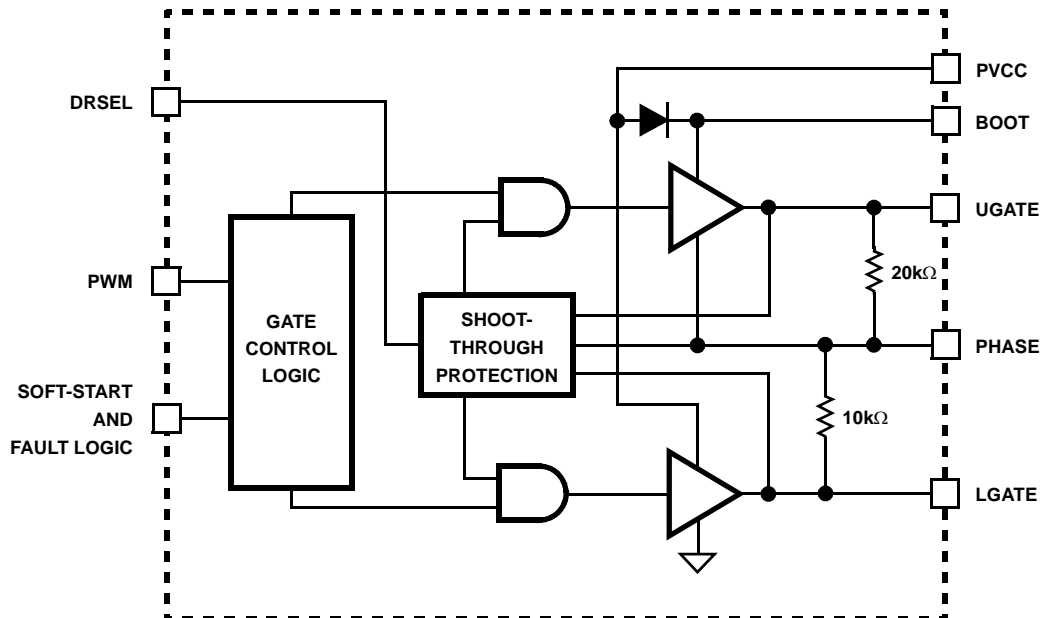 PVCC
DRSEL
BOOT
UGATE
20kΩ
PWM
GATE
CONTROL
LOGIC
SHOOT-
THROUGH
PROTECTION
PHASE
SOFT-START
AND
FAULT LOGIC
10kΩ
LGATE